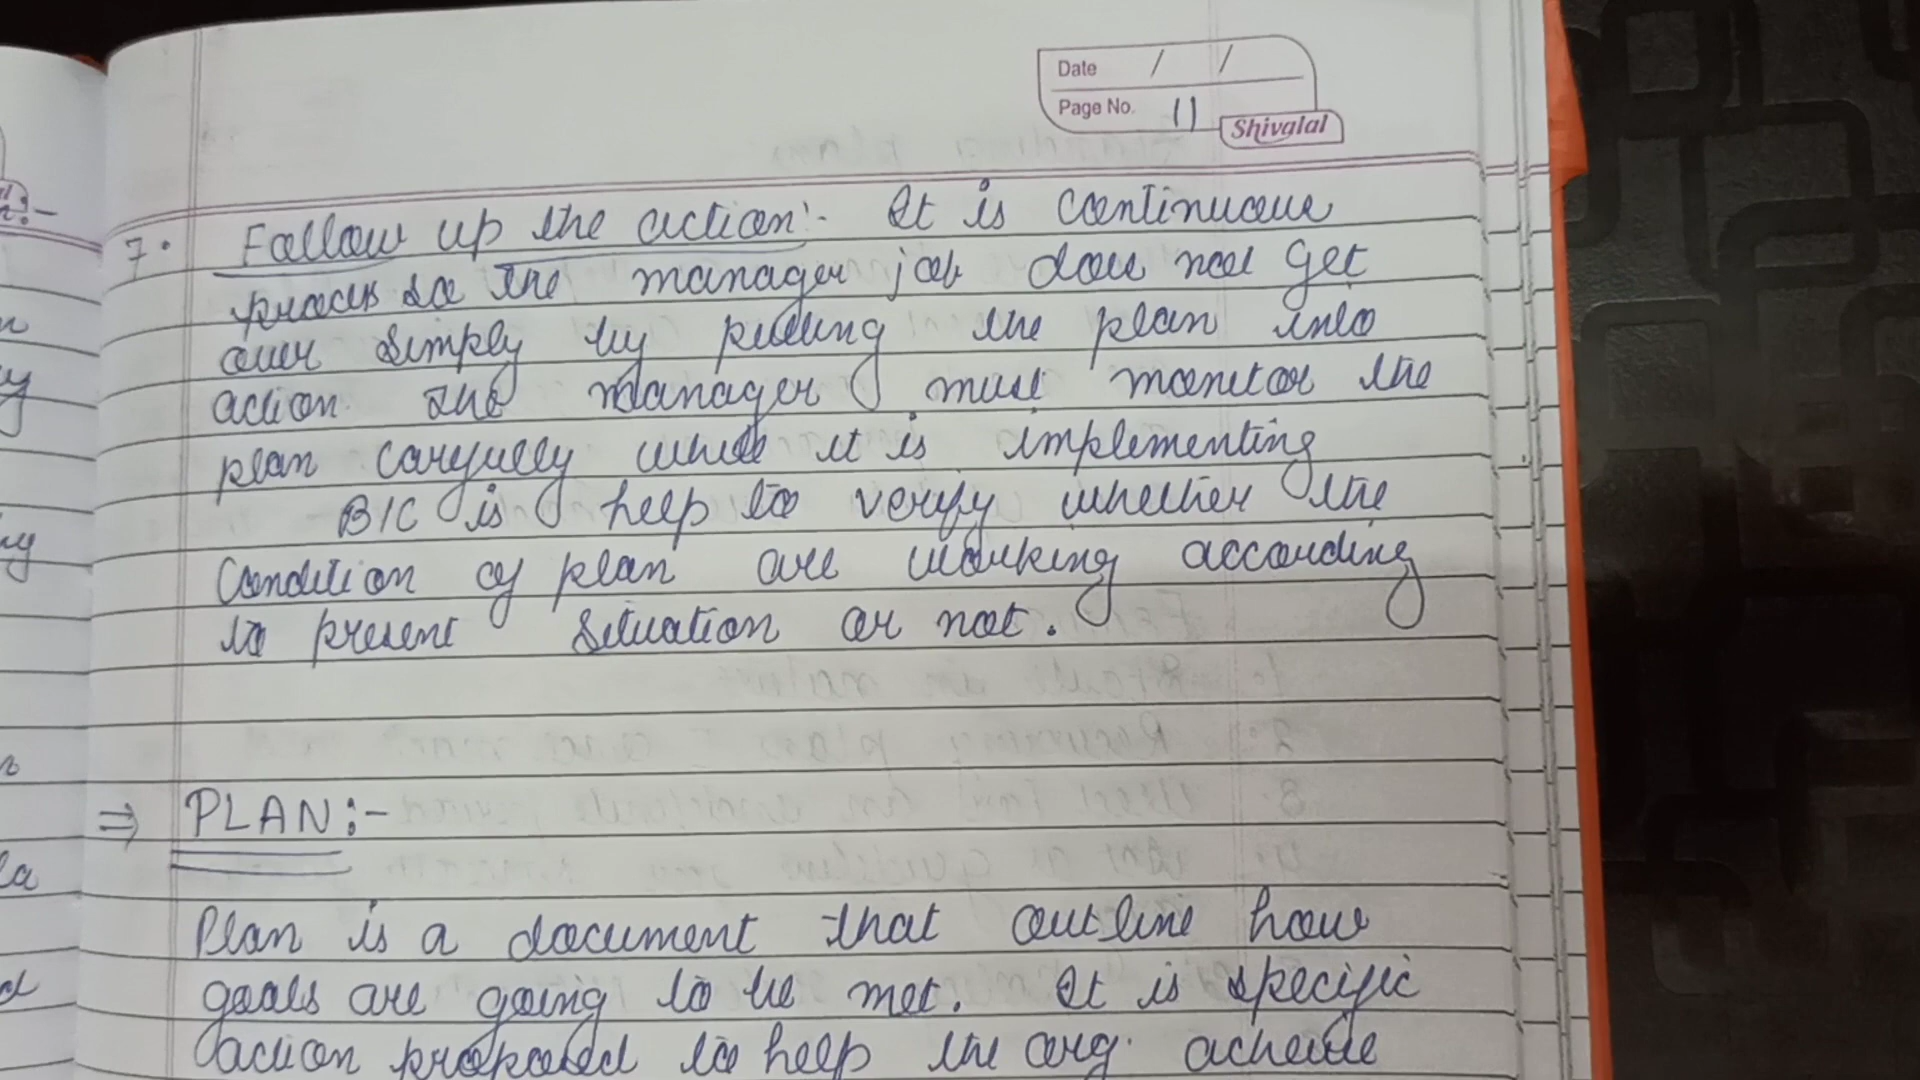 Date / /
Page No. 11
Shivalal
7. Follow up the action :- It is continuous
process so the manager job does not get
over simply by putting the plan into
action. The manager must monitor the
plan carefully while it is implementing
B/C is help to verify whether the
condition of plan are working according
to present situation or not.
⇒ PLAN :-
Plan is a document that outline how
goals are going to be met. It is specific
action proposed to help the org. acheive